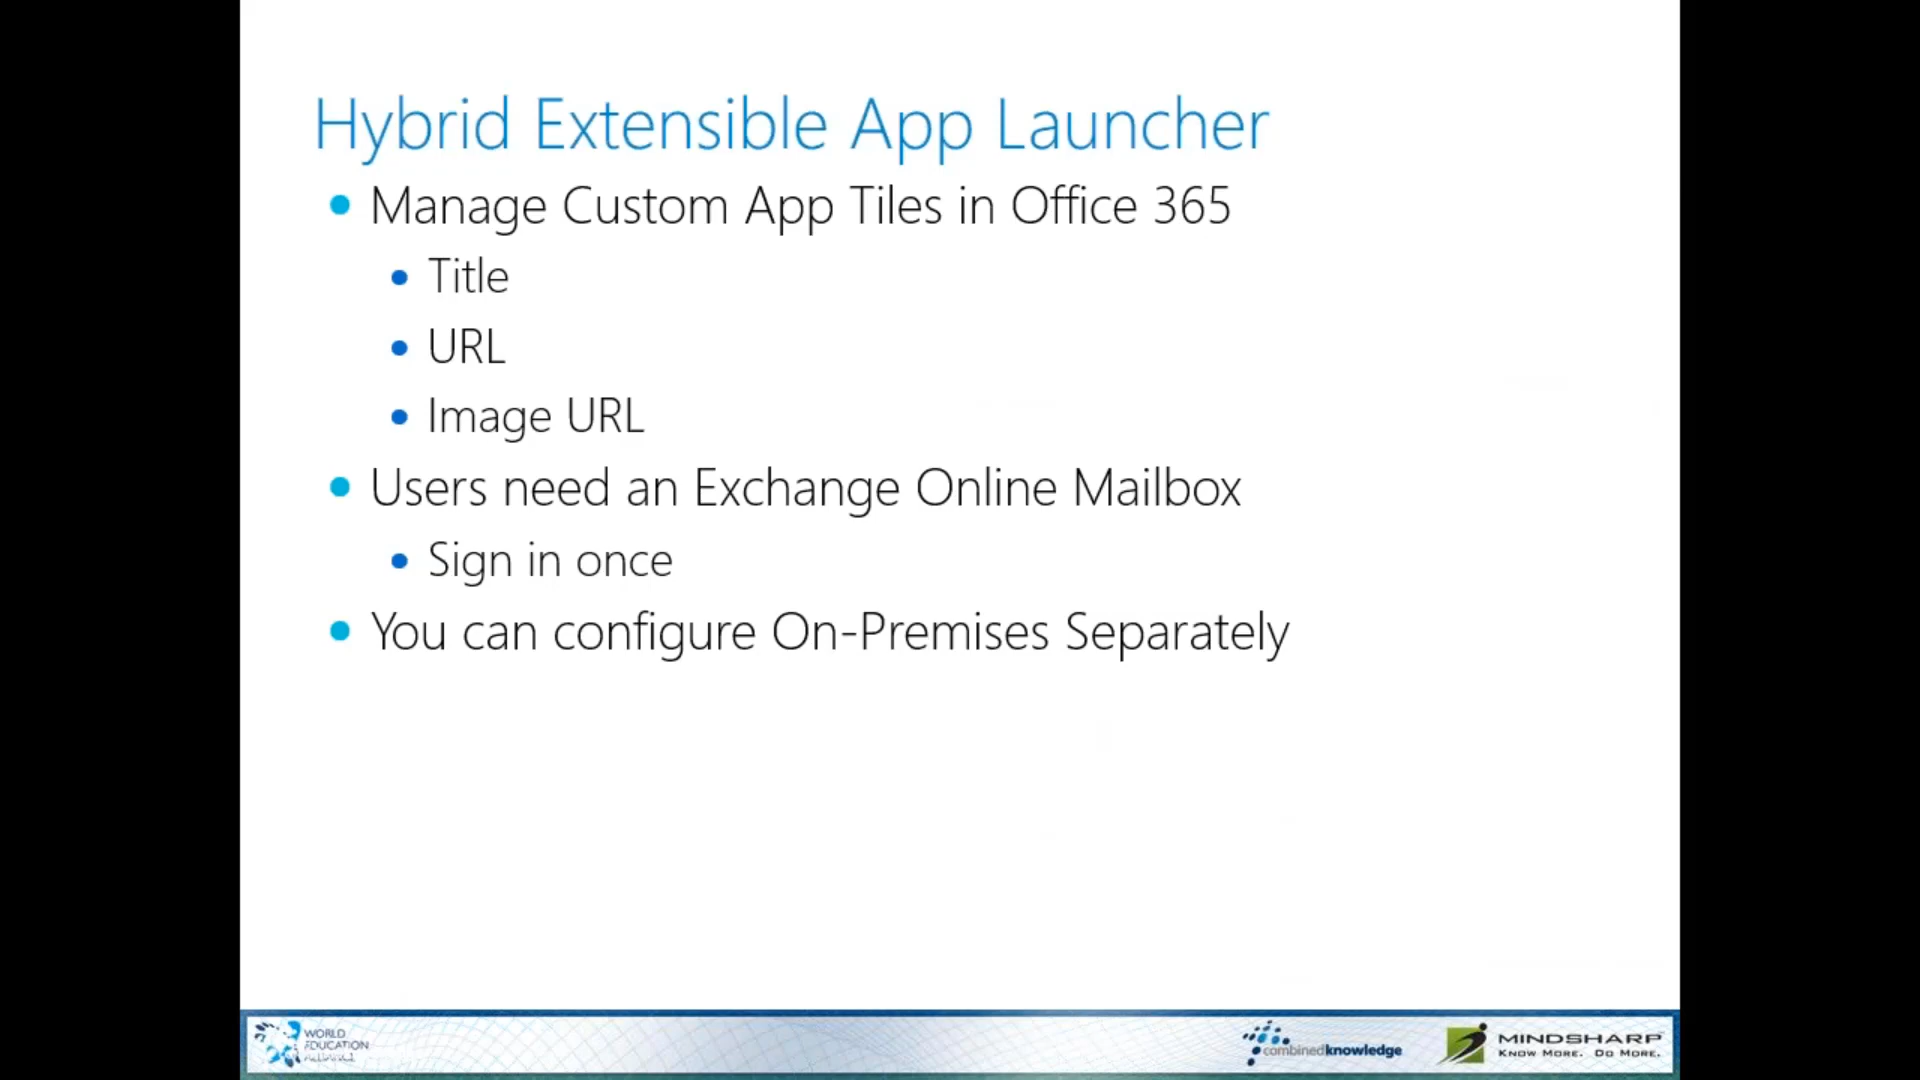 Hybrid Extensible App Launcher
Manage Custom App Tiles in Office 365
Title
URL
Image URL
Users need an Exchange Online Mailbox
Sign in once
You can configure On-Premises Separately
WORLD
EDUCATION
ALLIANCE
combinedknowledge
MINDSHARP
KNOW MORE. DO MORE.